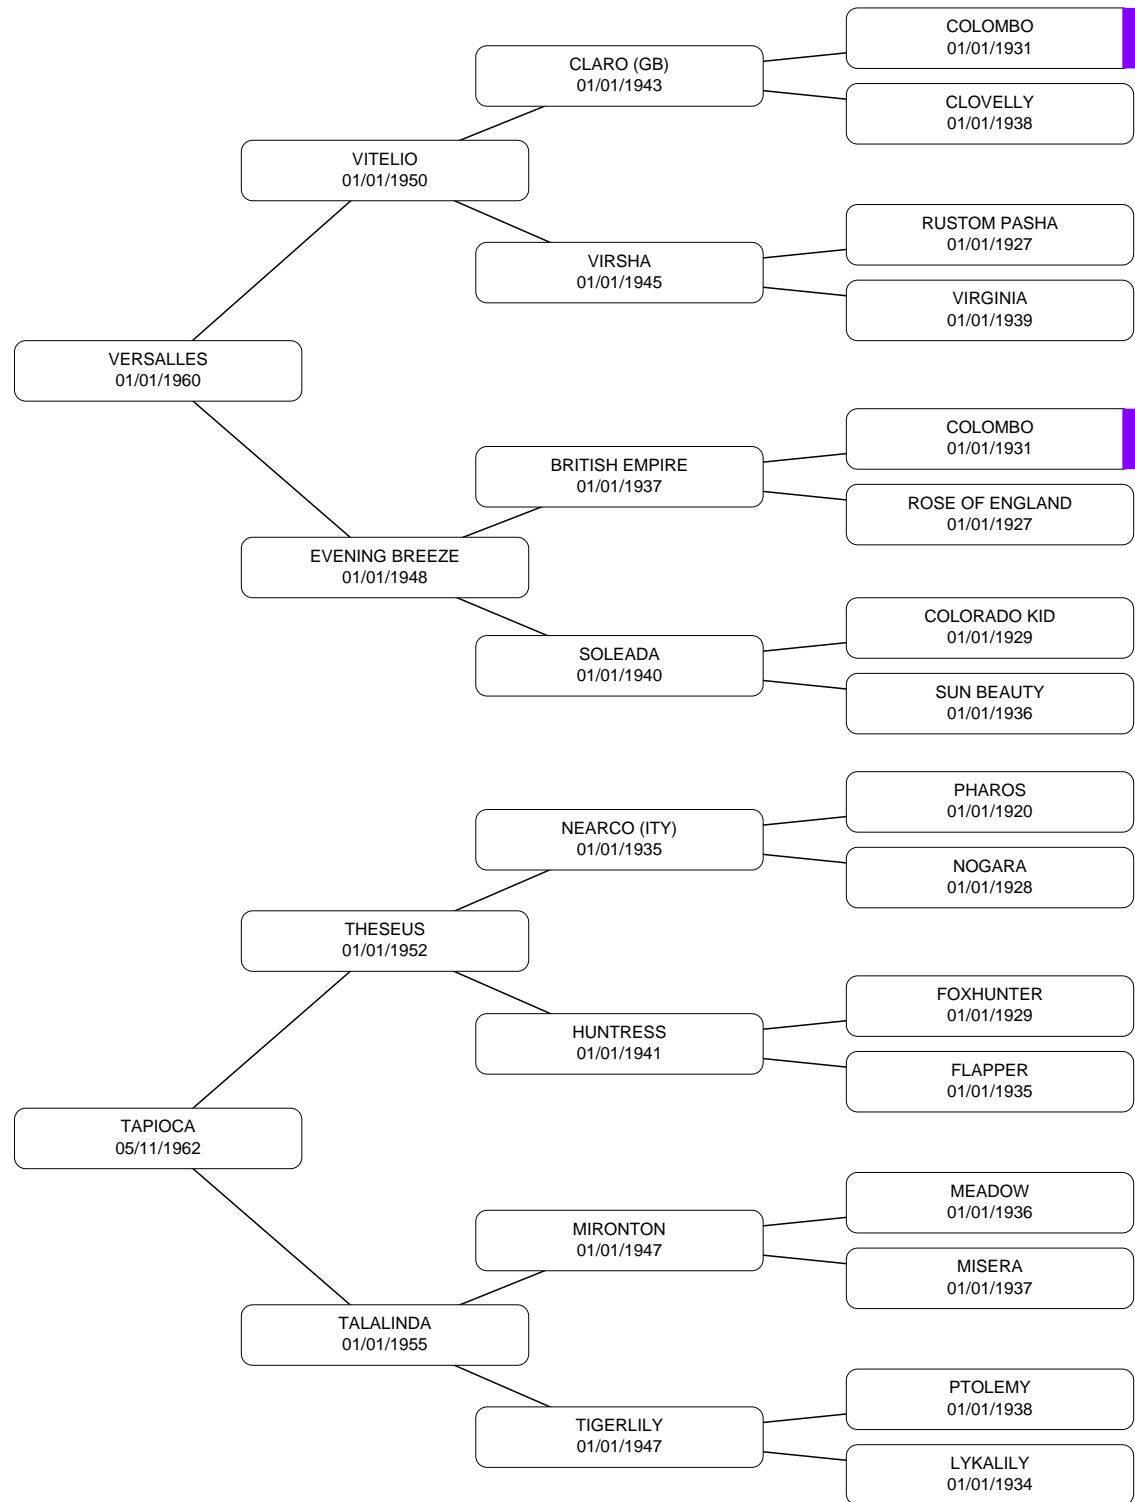 COLOMBO
01/01/1931
CLARO (GB)
01/01/1943
CLOVELLY
01/01/1938
VITELIO
01/01/1950
RUSTOM PASHA
01/01/1927
VIRSHA
01/01/1945
VIRGINIA
01/01/1939
VERSALLES
01/01/1960
COLOMBO
01/01/1931
BRITISH EMPIRE
01/01/1937
ROSE OF ENGLAND
01/01/1927
EVENING BREEZE
01/01/1948
COLORADO KID
01/01/1929
SOLEADA
01/01/1940
SUN BEAUTY
01/01/1936
PHAROS
01/01/1920
NEARCO (ITY)
01/01/1935
NOGARA
01/01/1928
THESEUS
01/01/1952
FOXHUNTER
01/01/1929
HUNTRESS
01/01/1941
FLAPPER
01/01/1935
TAPIOCA
05/11/1962
MEADOW
01/01/1936
MIRONTON
01/01/1947
MISERA
01/01/1937
TALALINDA
01/01/1955
PTOLEMY
01/01/1938
TIGERLILY
01/01/1947
LYKALILY
01/01/1934